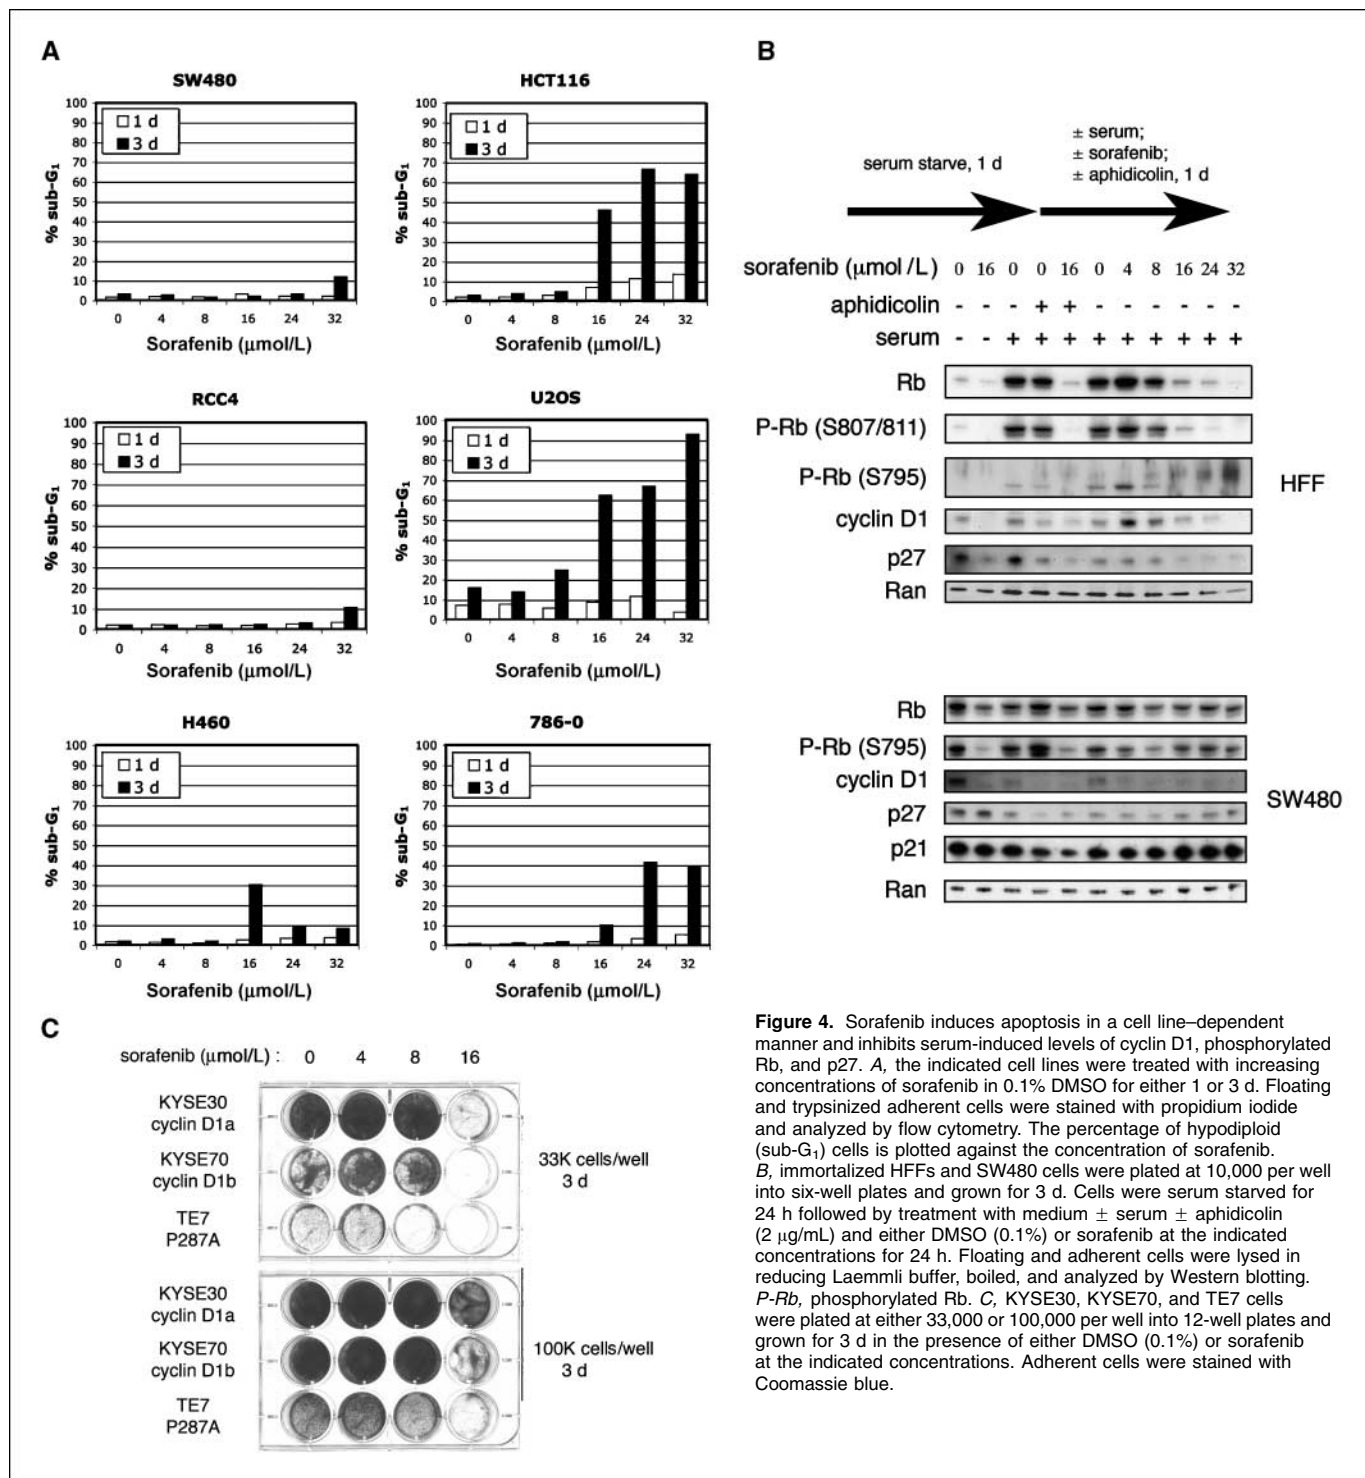 A
SW480
100
90
80
70
60
50
40
30
20
10
0
% sub-G1
1 d
3 d
0 4 8 16 24 32
Sorafenib (μmol/L)
HCT116
100
90
80
70
60
50
40
30
20
10
0
% sub-G1
1 d
3 d
0 4 8 16 24 32
Sorafenib (μmol/L)
RCC4
100
90
80
70
60
50
40
30
20
10
0
% sub-G1
1 d
3 d
0 4 8 16 24 32
Sorafenib (μmol/L)
U2OS
100
90
80
70
60
50
40
30
20
10
0
% sub-G1
1 d
3 d
0 4 8 16 24 32
Sorafenib (μmol/L)
H460
100
90
80
70
60
50
40
30
20
10
0
% sub-G1
1 d
3 d
0 4 8 16 24 32
Sorafenib (μmol/L)
786-0
100
90
80
70
60
50
40
30
20
10
0
% sub-G1
1 d
3 d
0 4 8 16 24 32
Sorafenib (μmol/L)
B
serum starve, 1 d
± serum;
± sorafenib;
± aphidicolin, 1 d
sorafenib (μmol /L) 0 16 0 0 16 0 4 8 16 24 32
aphidicolin - - - + + - - - - - -
serum - - + + + + + + + + +
Rb
P-Rb (S807/811)
P-Rb (S795)
cyclin D1
p27
Ran
HFF
Rb
P-Rb (S795)
cyclin D1
p27
p21
Ran
SW480
C
sorafenib (μmol/L) : 0 4 8 16
KYSE30
cyclin D1a
KYSE70
cyclin D1b
TE7
P287A
33K cells/well
3 d
KYSE30
cyclin D1a
KYSE70
cyclin D1b
TE7
P287A
100K cells/well
3 d
Figure 4. Sorafenib induces apoptosis in a cell line–dependent
manner and inhibits serum-induced levels of cyclin D1, phosphorylated
Rb, and p27. A, the indicated cell lines were treated with increasing
concentrations of sorafenib in 0.1% DMSO for either 1 or 3 d. Floating
and trypsinized adherent cells were stained with propidium iodide
and analyzed by flow cytometry. The percentage of hypodiploid
(sub-G1) cells is plotted against the concentration of sorafenib.
B, immortalized HFFs and SW480 cells were plated at 10,000 per well
into six-well plates and grown for 3 d. Cells were serum starved for
24 h followed by treatment with medium ± serum ± aphidicolin
(2 μg/mL) and either DMSO (0.1%) or sorafenib at the indicated
concentrations for 24 h. Floating and adherent cells were lysed in
reducing Laemmli buffer, boiled, and analyzed by Western blotting.
P-Rb, phosphorylated Rb. C, KYSE30, KYSE70, and TE7 cells
were plated at either 33,000 or 100,000 per well into 12-well plates and
grown for 3 d in the presence of either DMSO (0.1%) or sorafenib
at the indicated concentrations. Adherent cells were stained with
Coomassie blue.